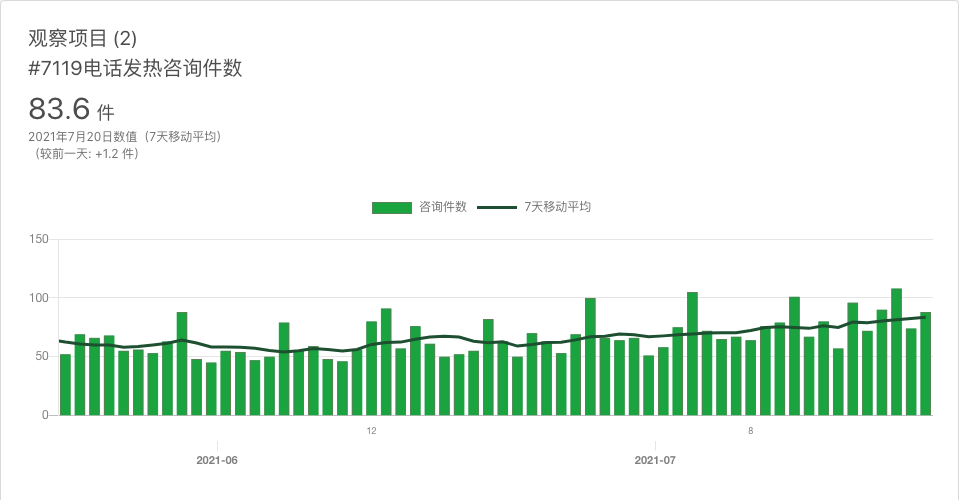 观察项目 (2)
#7119电话发热咨询件数
83.6 件
2021年7月20日数值（7天移动平均）
（较前一天: +1.2 件）
咨询件数 7天移动平均
150
100
50
0
12 8
2021-06 2021-07